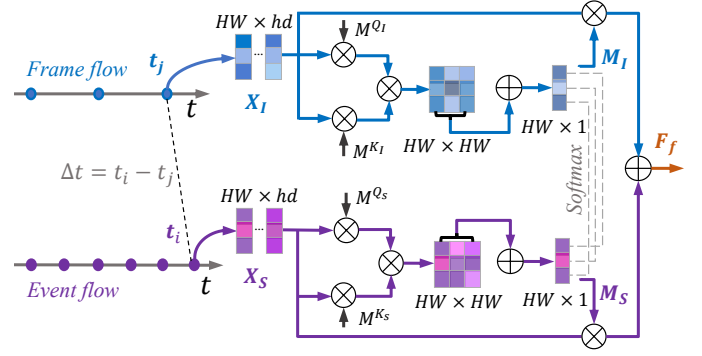 HW × hd
M^{Q_I}
t_j
Frame flow
X_I
M_I
t
M^{K_I}
HW × HW
HW × 1
Δt = t_i − t_j
Softmax
F_f
HW × hd
M^{Q_S}
t_i
t
X_S
Event flow
HW × HW
HW × 1
M_S
M^{K_S}